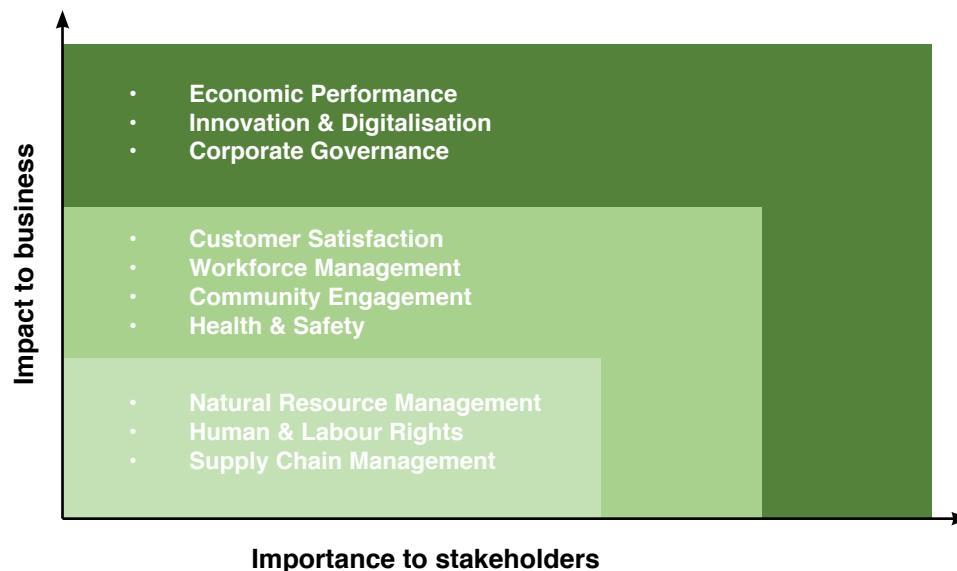 Impact to business
• Economic Performance
• Innovation & Digitalisation
• Corporate Governance
• Customer Satisfaction
• Workforce Management
• Community Engagement
• Health & Safety
• Natural Resource Management
• Human & Labour Rights
• Supply Chain Management
Importance to stakeholders